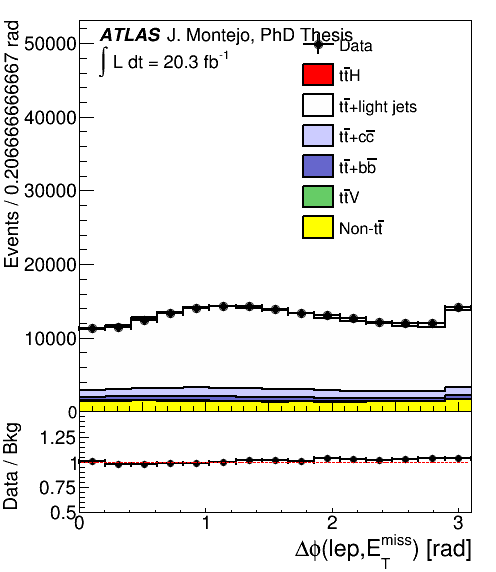 Events / 0.206666666667 rad
50000
40000
30000
20000
10000
0
ATLAS J. Montejo, PhD Thesis
∫ L dt = 20.3 fb⁻¹
Data
tt̅H
tt̅+light jets
tt̅+cc̅
tt̅+bb̅
tt̅V
Non-tt̅
Data / Bkg
1.25
1
0.75
0.5
0 1 2 3
Δϕ(lep,E_T^miss) [rad]